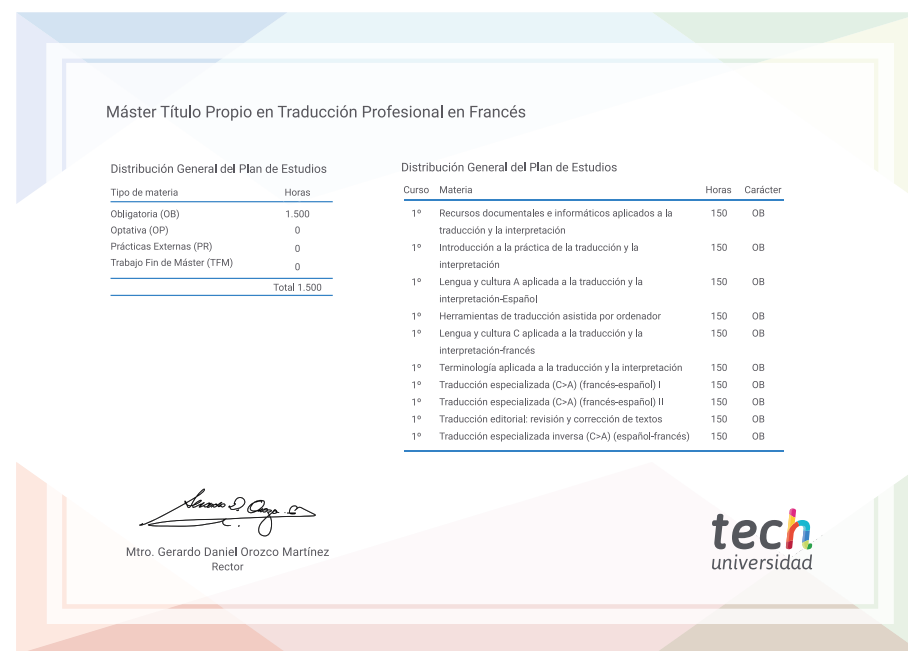 Máster Título Propio en Traducción Profesional en Francés
Distribución General del Plan de Estudios
Tipo de materia Horas
Obligatoria (OB) 1.500
Optativa (OP) 0
Prácticas Externas (PR) 0
Trabajo Fin de Máster (TFM) 0
Total 1.500
Distribución General del Plan de Estudios
Curso Materia Horas Carácter
1º Recursos documentales e informáticos aplicados a la 150 OB
traducción y la interpretación
1º Introducción a la práctica de la traducción y la 150 OB
interpretación
1º Lengua y cultura A aplicada a la traducción y la 150 OB
interpretación-Español
1º Herramientas de traducción asistida por ordenador 150 OB
1º Lengua y cultura C aplicada a la traducción y la 150 OB
interpretación-francés
1º Terminología aplicada a la traducción y la interpretación 150 OB
1º Traducción especializada (C>A) (francés-español) I 150 OB
1º Traducción especializada (C>A) (francés-español) II 150 OB
1º Traducción editorial: revisión y corrección de textos 150 OB
1º Traducción especializada inversa (C>A) (español-francés) 150 OB
Mtro. Gerardo Daniel Orozco Martínez
Rector
tech
universidad